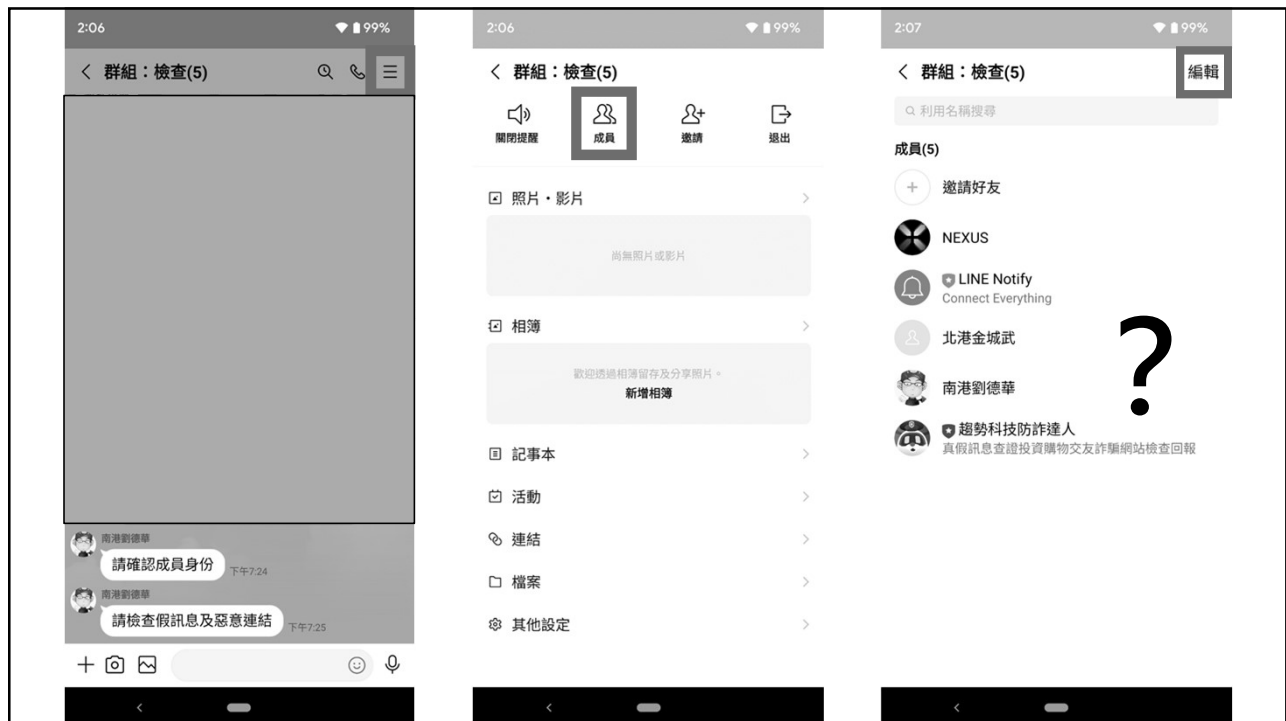 2:06
99%
群組：檢查(5)
南港劉德華
請確認成員身份
下午7:24
南港劉德華
請檢查假訊息及惡意連結
下午7:25
2:06
99%
群組：檢查(5)
關閉提醒
成員
邀請
退出
照片・影片
尚無照片或影片
相簿
歡迎透過相簿留存及分享照片。
新增相簿
記事本
活動
連結
檔案
其他設定
2:07
99%
群組：檢查(5)
編輯
利用名稱搜尋
成員(5)
邀請好友
NEXUS
LINE Notify
Connect Everything
北港金城武
南港劉德華
趨勢科技防詐達人
真假訊息查證投資購物交友詐騙網站檢查回報
?